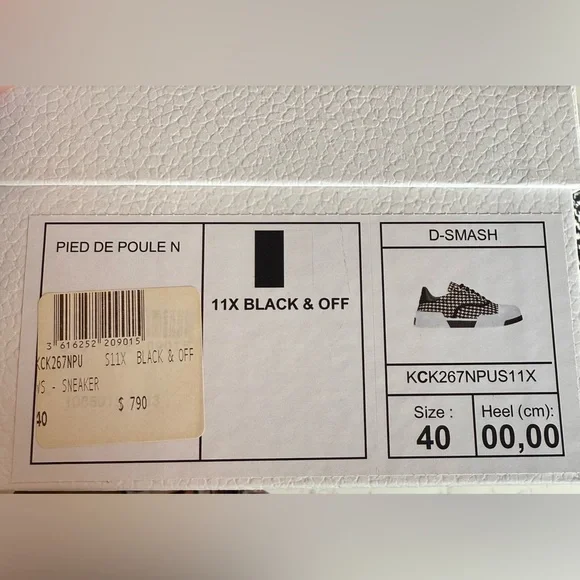 PIED DE POULE N
3 616252 209015
KCK267NPU S11X BLACK & OFF
VS - SNEAKER
$ 790
40
11X BLACK & OFF
D-SMASH
KCK267NPUS11X
Size :
40
Heel (cm):
00,00